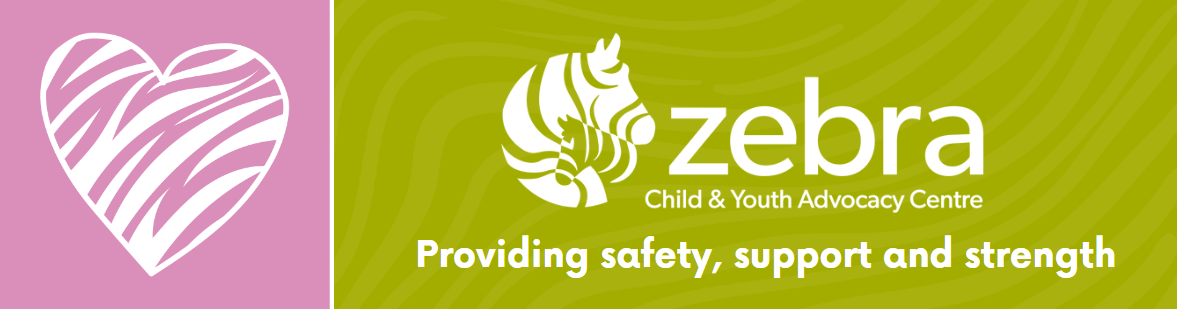 zebra
Child & Youth Advocacy Centre
Providing safety, support and strength